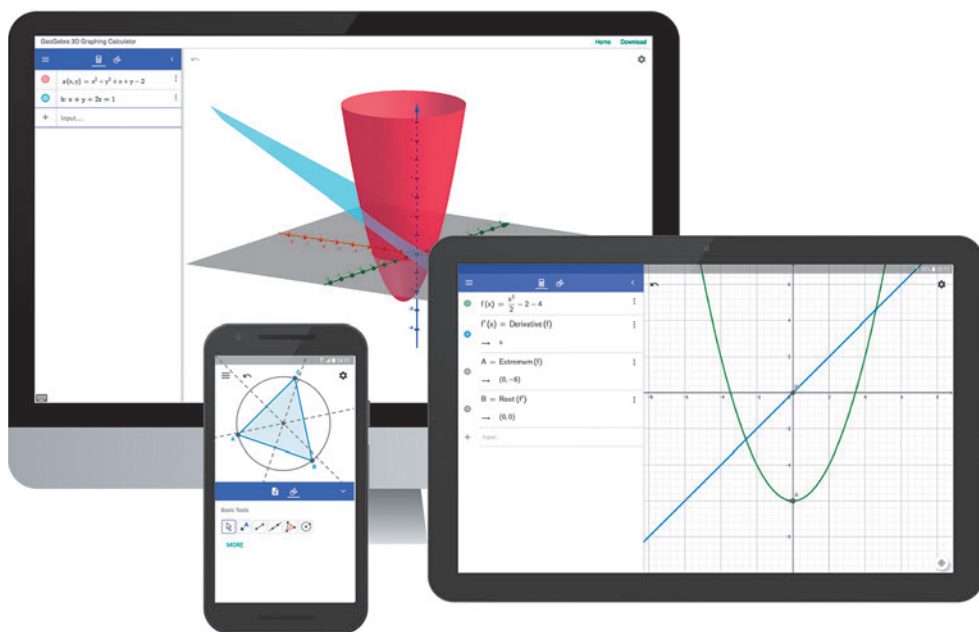 GeoGebra 3D Graphing Calculator
Home Download
a(x,y) = x² + y² + x + y − 2
b: x + y + 2z = 1
Input...
f(x) = x²/2 − 2 − 4
f'(x) = Derivative(f)
→ x
A = Extremum(f)
→ (0, −6)
B = Root(f')
→ (0, 0)
Input...
C
A
B
Basic Tools
A
MORE